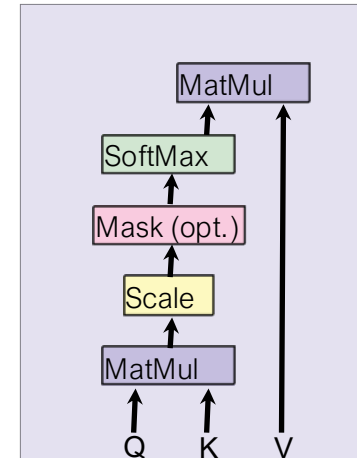 MatMul
SoftMax
Mask (opt.)
Scale
MatMul
Q K V